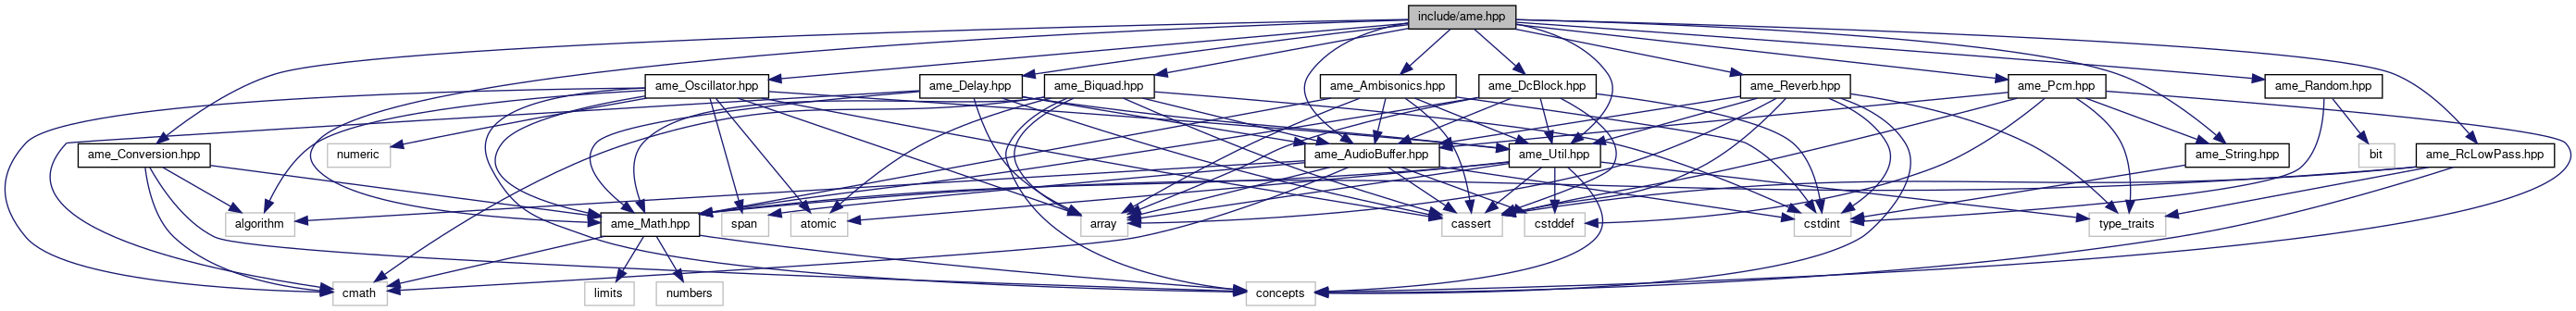 include/ame.hpp
ame_Oscillator.hpp
ame_Delay.hpp
ame_Biquad.hpp
ame_Ambisonics.hpp
ame_DcBlock.hpp
ame_Reverb.hpp
ame_Pcm.hpp
ame_Random.hpp
ame_Conversion.hpp
numeric
ame_AudioBuffer.hpp
ame_Util.hpp
ame_String.hpp
bit
ame_RcLowPass.hpp
algorithm
ame_Math.hpp
span
atomic
array
cassert
cstddef
cstdint
type_traits
cmath
limits
numbers
concepts